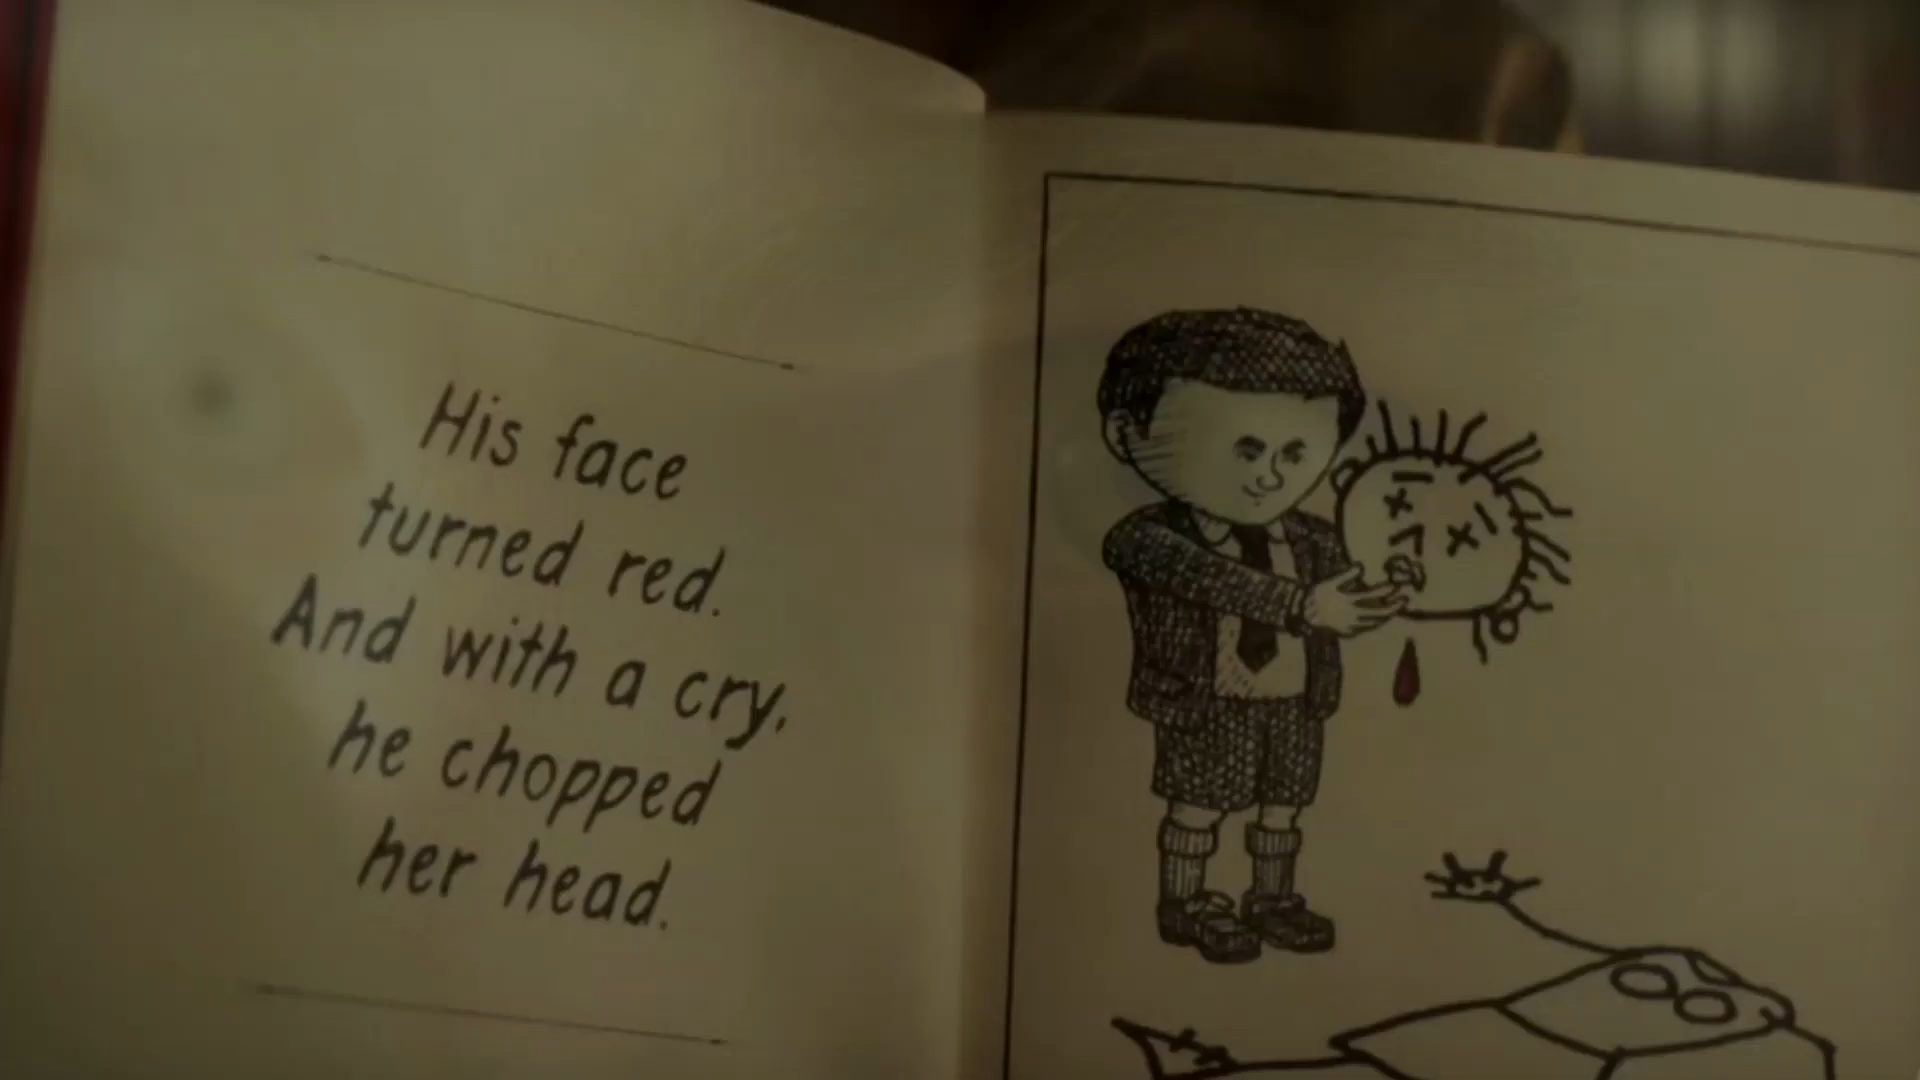 His face
turned red.
And with a cry,
he chopped
her head.